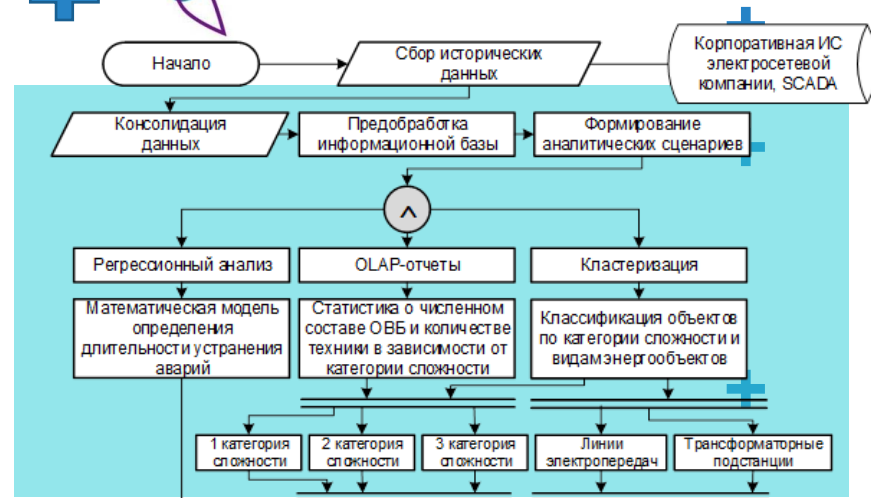 Начало
Сбор исторических
данных
Корпоративная ИС
электросетевой
компании, SCADA
Консолидация
данных
Предобработка
информационной базы
Формирование
аналитических сценариев
^
Регрессионный анализ
OLAP-отчеты
Кластеризация
Математическая модель
определения
длительности устранения
аварий
Статистика о численном
составе ОВБ и количестве
техники в зависимости от
категории сложности
Классификация объектов
по категории сложности и
видам энергообъектов
1 категория
сложности
2 категория
сложности
3 категория
сложности
Линии
электропередач
Трансформаторные
подстанции